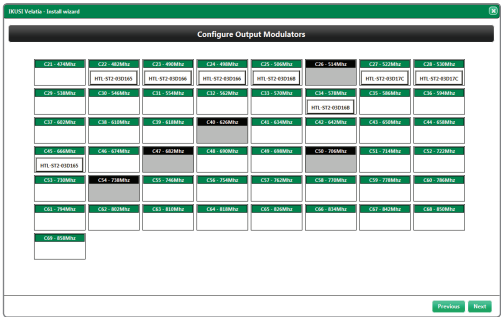 IKUSI Velatia - Install wizard
Configure Output Modulators
C21 - 474Mhz C22 - 482Mhz C23 - 490Mhz C24 - 498Mhz C25 - 506Mhz C26 - 514Mhz C27 - 522Mhz C28 - 530Mhz
HTL-ST2-03D165 HTL-ST2-03D166 HTL-ST2-03D166 HTL-ST2-03D168 HTL-ST2-03D17C HTL-ST2-03D17C
C29 - 538Mhz C30 - 546Mhz C31 - 554Mhz C32 - 562Mhz C33 - 570Mhz C34 - 578Mhz C35 - 586Mhz C36 - 594Mhz
HTL-ST2-03D168
C37 - 602Mhz C38 - 610Mhz C39 - 618Mhz C40 - 626Mhz C41 - 634Mhz C42 - 642Mhz C43 - 650Mhz C44 - 658Mhz
C45 - 666Mhz C46 - 674Mhz C47 - 682Mhz C48 - 690Mhz C49 - 698Mhz C50 - 706Mhz C51 - 714Mhz C52 - 722Mhz
HTL-ST2-03D165
C53 - 730Mhz C54 - 738Mhz C55 - 746Mhz C56 - 754Mhz C57 - 762Mhz C58 - 770Mhz C59 - 778Mhz C60 - 786Mhz
C61 - 794Mhz C62 - 802Mhz C63 - 810Mhz C64 - 818Mhz C65 - 826Mhz C66 - 834Mhz C67 - 842Mhz C68 - 850Mhz
C69 - 858Mhz
Previous Next